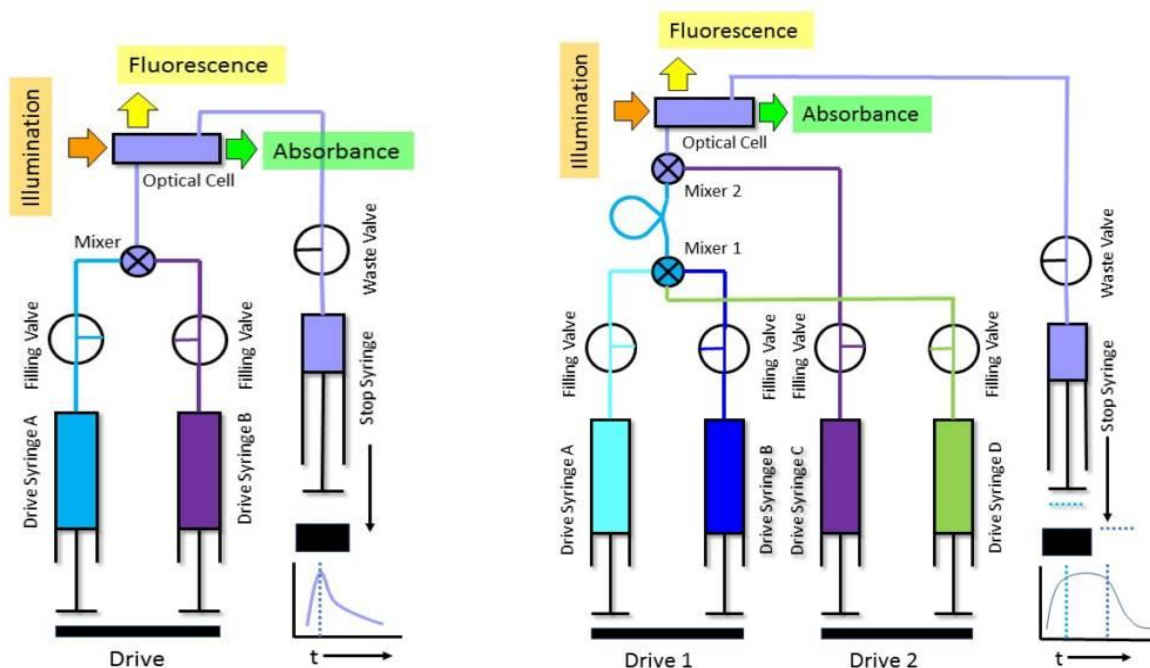 Fluorescence
Illumination
Absorbance
Optical Cell
Mixer
Waste Valve
Filling Valve
Filling Valve
Stop Syringe
Drive Syringe A
Drive Syringe B
t
Drive
Fluorescence
Illumination
Absorbance
Optical Cell
Mixer 2
Mixer 1
Waste Valve
Filling Valve
Filling Valve
Filling Valve
Filling Valve
Stop Syringe
Drive Syringe A
Drive Syringe B
Drive Syringe C
Drive Syringe D
t
Drive 1
Drive 2